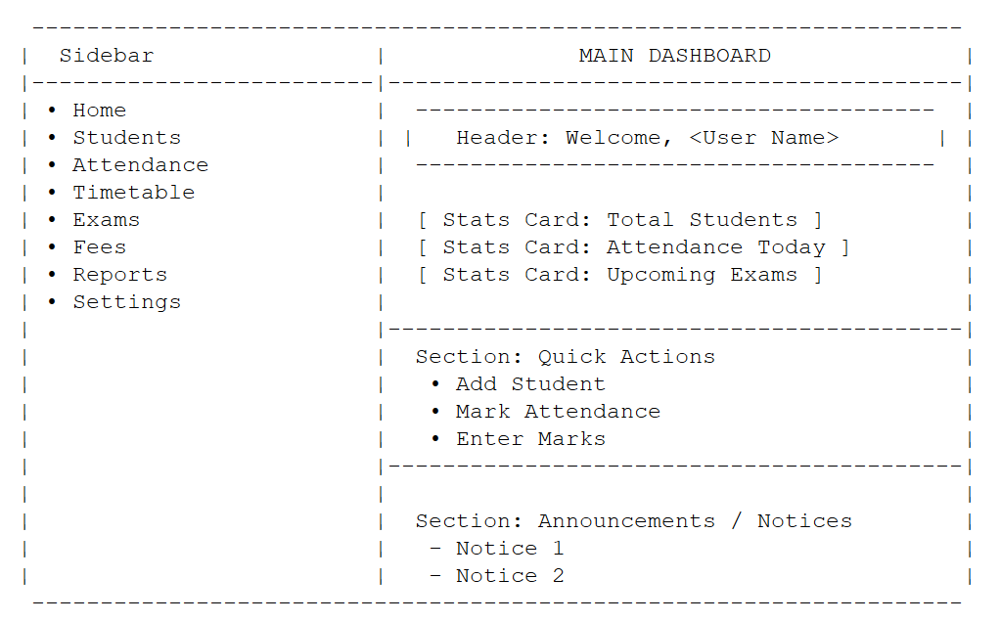 Sidebar
MAIN DASHBOARD
• Home
• Students
• Attendance
• Timetable
• Exams
• Fees
• Reports
• Settings
Header: Welcome, <User Name>
[ Stats Card: Total Students ]
[ Stats Card: Attendance Today ]
[ Stats Card: Upcoming Exams ]
Section: Quick Actions
• Add Student
• Mark Attendance
• Enter Marks
Section: Announcements / Notices
- Notice 1
- Notice 2